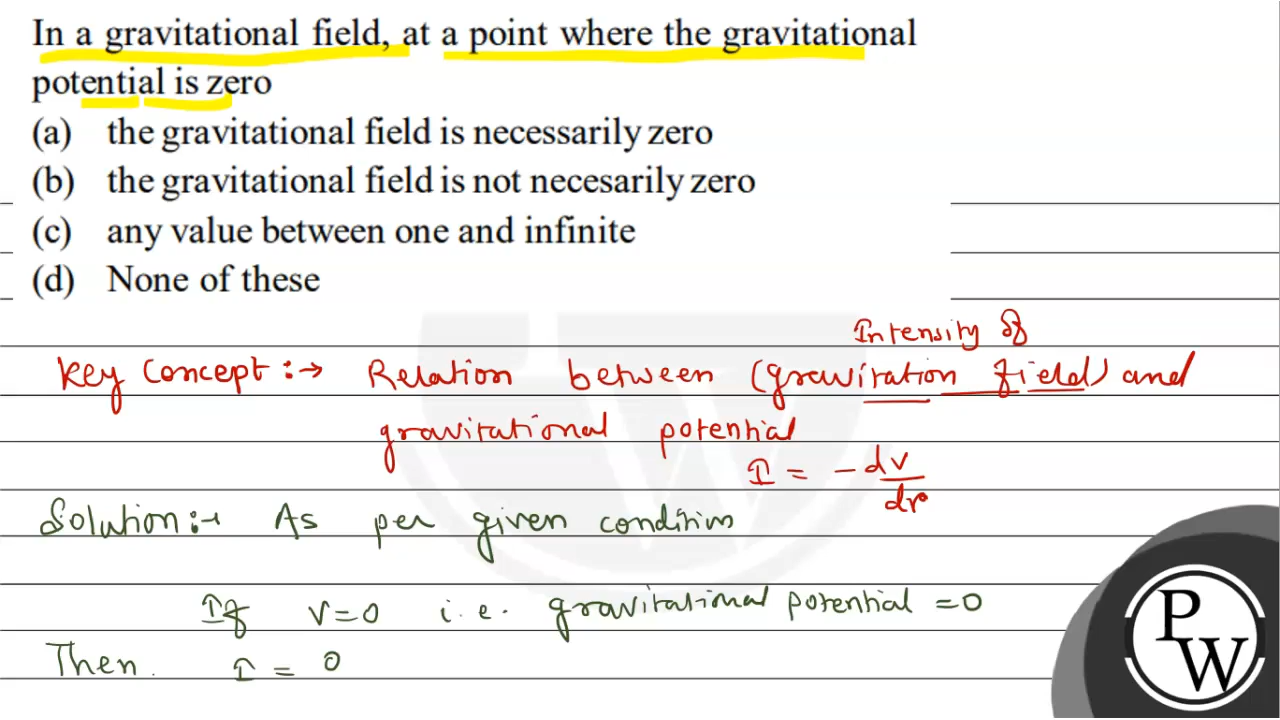 In a gravitational field, at a point where the gravitational
potential is zero
(a) the gravitational field is necessarily zero
(b) the gravitational field is not necesarily zero
(c) any value between one and infinite
(d) None of these
Intensity of
Key Concept :→ Relation between (gravitation field) and
gravitational potential
I = -dv/dr
Solution :→ As per given condition
If v=0 i.e. gravitational potential =0
Then. I = 0
PW